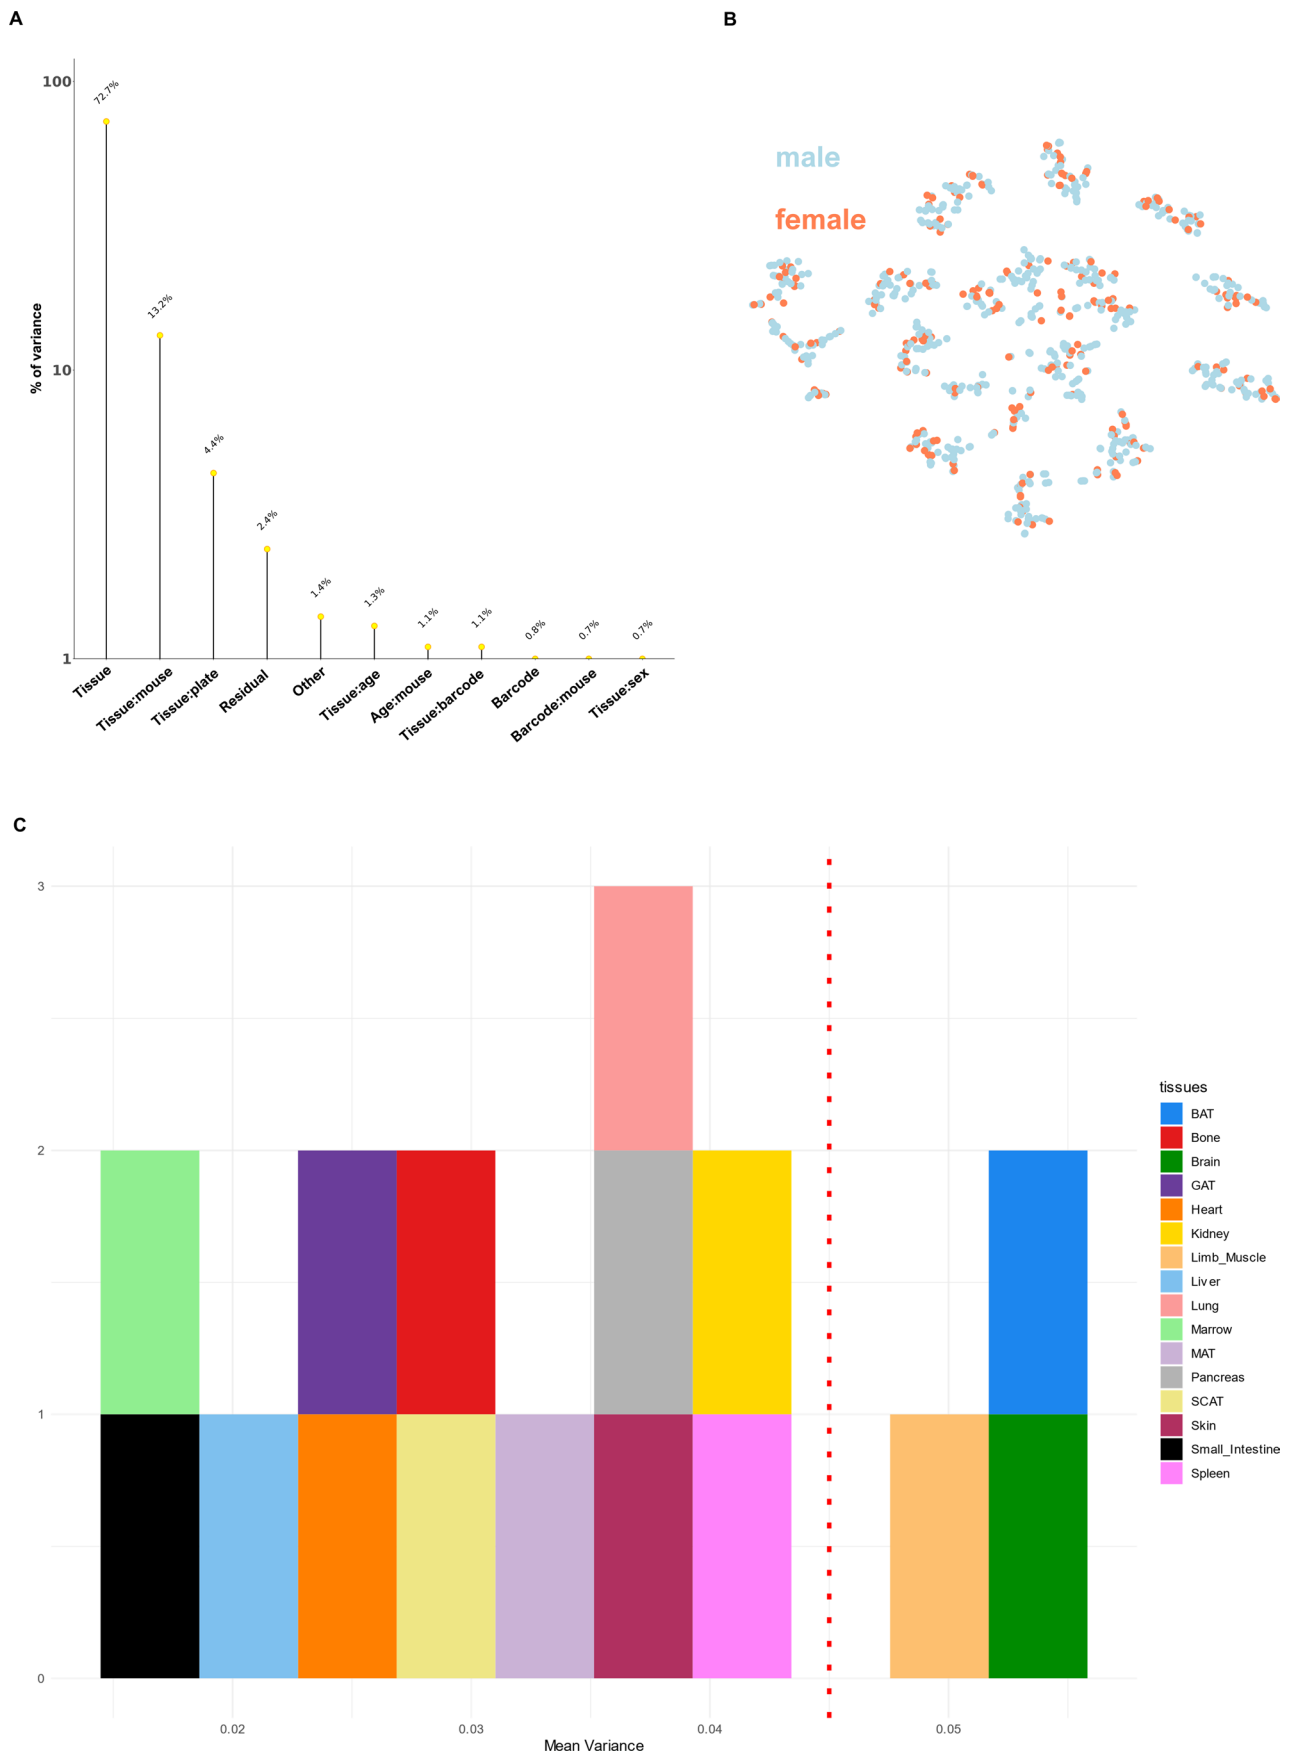 A
B
100
10
1
% of variance
72.7%
13.2%
4.4%
2.4%
1.4%
1.3%
1.1%
1.1%
0.8%
0.7%
0.7%
Tissue
Tissue:mouse
Tissue:plate
Residual
Other
Tissue:age
Age:mouse
Tissue:barcode
Barcode
Barcode:mouse
Tissue:sex
male
female
C
3
2
1
0
0.02
0.03
0.04
0.05
Mean Variance
tissues
BAT
Bone
Brain
GAT
Heart
Kidney
Limb_Muscle
Liver
Lung
Marrow
MAT
Pancreas
SCAT
Skin
Small_Intestine
Spleen